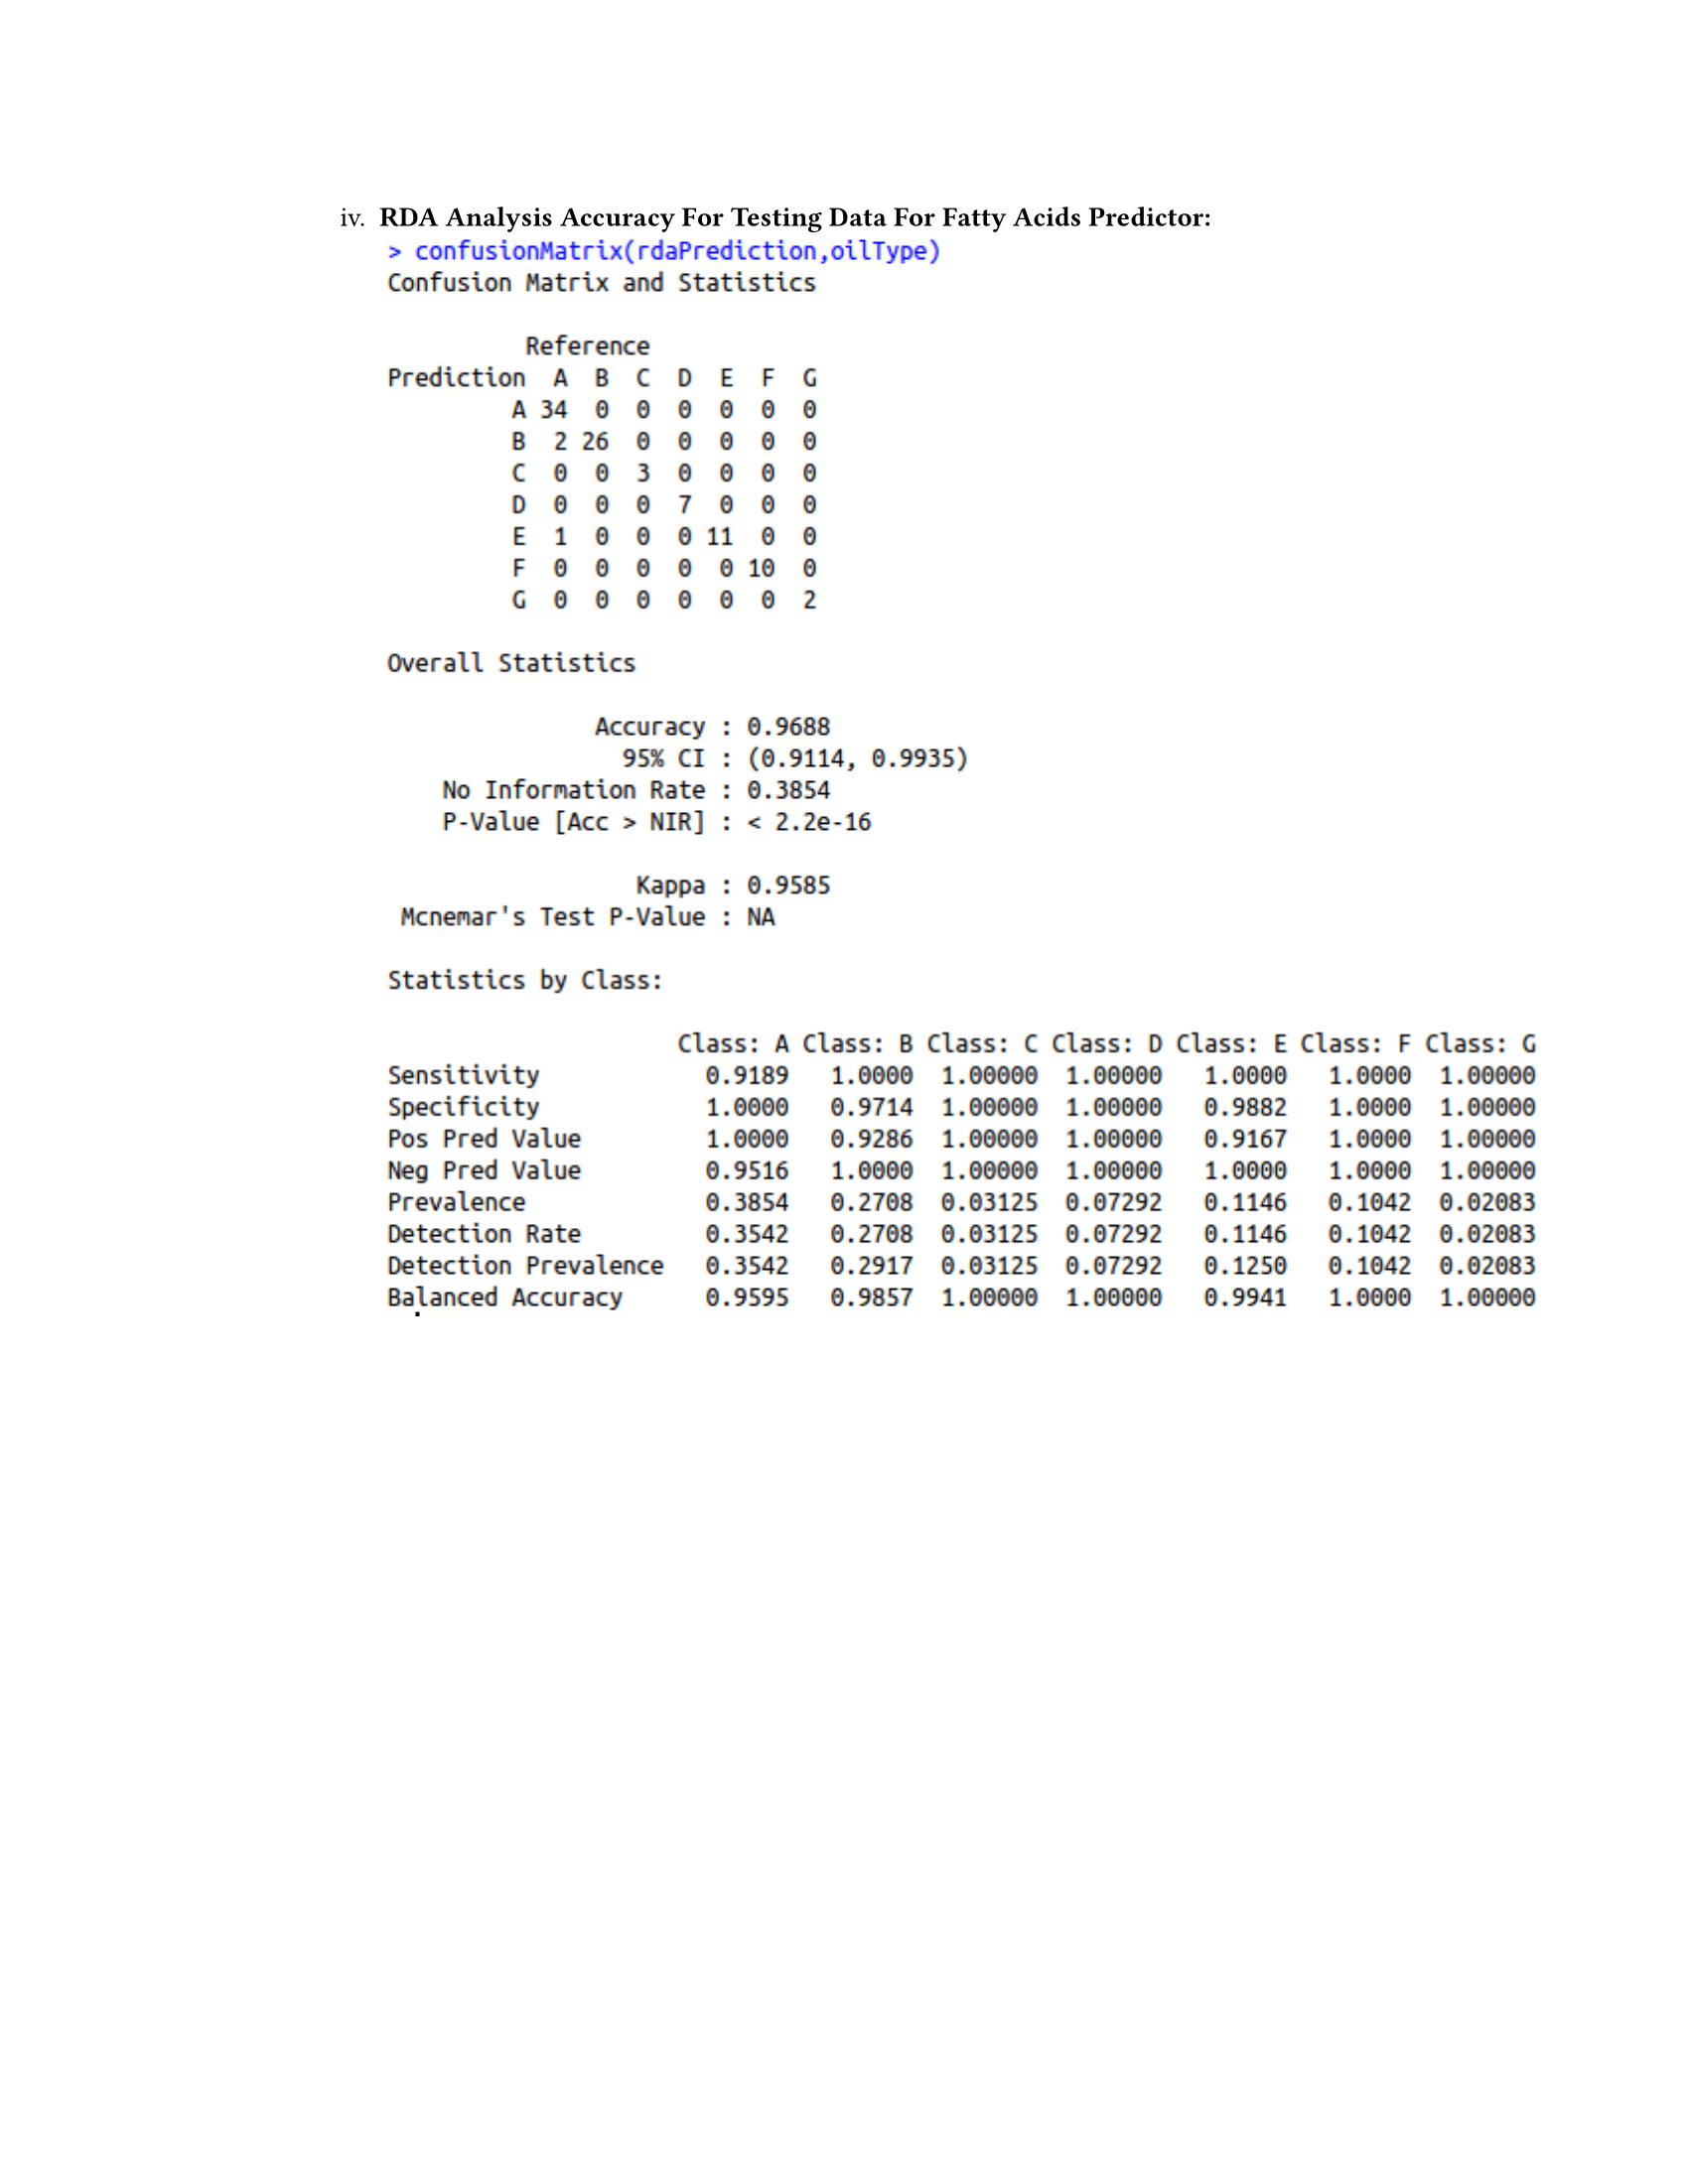 iv. RDA Analysis Accuracy For Testing Data For Fatty Acids Predictor:
> confusionMatrix(rdaPrediction,oilType)
Confusion Matrix and Statistics
Reference
Prediction A B C D E F G
A 34 0 0 0 0 0 0
B 2 26 0 0 0 0 0
C 0 0 3 0 0 0 0
D 0 0 0 7 0 0 0
E 1 0 0 0 11 0 0
F 0 0 0 0 0 10 0
G 0 0 0 0 0 0 2
Overall Statistics
Accuracy : 0.9688
95% CI : (0.9114, 0.9935)
No Information Rate : 0.3854
P-Value [Acc > NIR] : < 2.2e-16
Kappa : 0.9585
Mcnemar's Test P-Value : NA
Statistics by Class:
Class: A Class: B Class: C Class: D Class: E Class: F Class: G
Sensitivity 0.9189 1.0000 1.00000 1.00000 1.0000 1.0000 1.00000
Specificity 1.0000 0.9714 1.00000 1.00000 0.9882 1.0000 1.00000
Pos Pred Value 1.0000 0.9286 1.00000 1.00000 0.9167 1.0000 1.00000
Neg Pred Value 0.9516 1.0000 1.00000 1.00000 1.0000 1.0000 1.00000
Prevalence 0.3854 0.2708 0.03125 0.07292 0.1146 0.1042 0.02083
Detection Rate 0.3542 0.2708 0.03125 0.07292 0.1146 0.1042 0.02083
Detection Prevalence 0.3542 0.2917 0.03125 0.07292 0.1250 0.1042 0.02083
Balanced Accuracy 0.9595 0.9857 1.00000 1.00000 0.9941 1.0000 1.00000